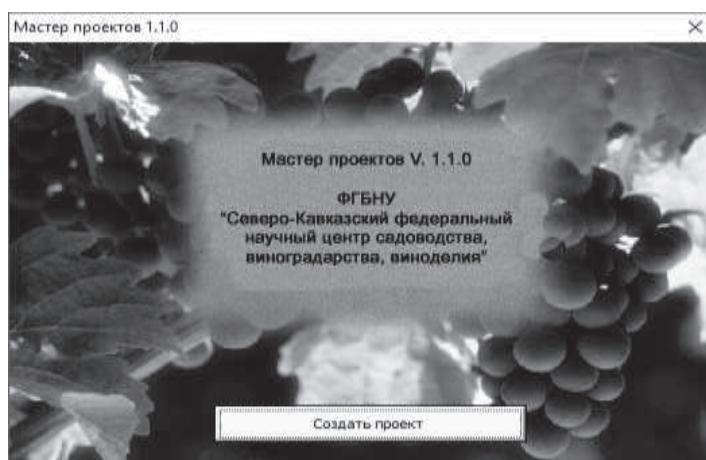 Мастер проектов 1.1.0
Мастер проектов V. 1.1.0
ФГБНУ
"Северо-Кавказский федеральный
научный центр садоводства,
виноградарства, виноделия"
Создать проект